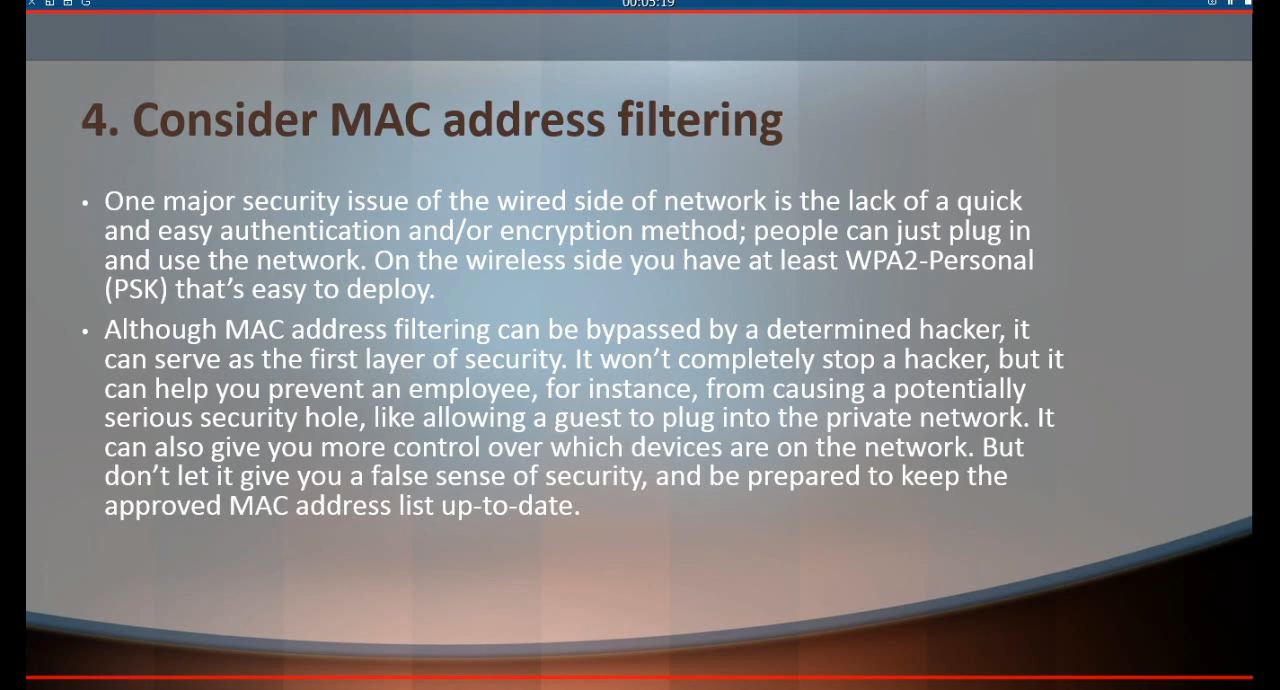 00:05:19
4. Consider MAC address filtering
• One major security issue of the wired side of network is the lack of a quick
and easy authentication and/or encryption method; people can just plug in
and use the network. On the wireless side you have at least WPA2-Personal
(PSK) that’s easy to deploy.
• Although MAC address filtering can be bypassed by a determined hacker, it
can serve as the first layer of security. It won’t completely stop a hacker, but it
can help you prevent an employee, for instance, from causing a potentially
serious security hole, like allowing a guest to plug into the private network. It
can also give you more control over which devices are on the network. But
don’t let it give you a false sense of security, and be prepared to keep the
approved MAC address list up-to-date.